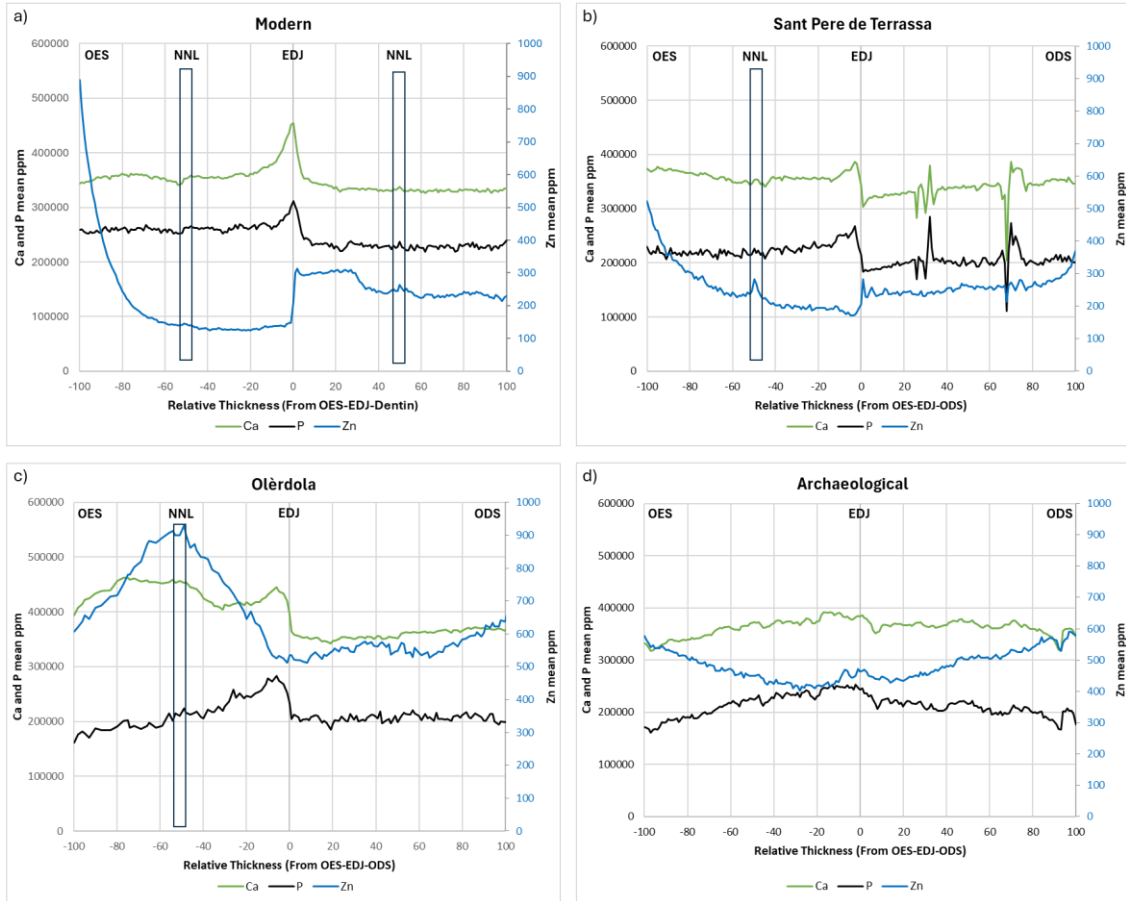 a)
Modern
600000
500000
400000
300000
200000
100000
0
1000
900
800
700
600
500
400
300
200
100
0
OES NNL EDJ NNL
Ca and P mean ppm
Zn mean ppm
-100 -80 -60 -40 -20 0 20 40 60 80 100
Relative Thickness (From OES-EDJ-Dentin)
Ca P Zn
b)
Sant Pere de Terrassa
600000
500000
400000
300000
200000
100000
0
1000
900
800
700
600
500
400
300
200
100
0
OES NNL EDJ ODS
Ca and P mean ppm
Zn mean ppm
-100 -80 -60 -40 -20 0 20 40 60 80 100
Relative Thickness (From OES-EDJ-ODS)
Ca P Zn
c)
Olèrdola
600000
500000
400000
300000
200000
100000
0
1000
900
800
700
600
500
400
300
200
100
0
OES NNL EDJ ODS
Ca and P mean ppm
Zn mean ppm
-100 -80 -60 -40 -20 0 20 40 60 80 100
Relative Thickness (From OES-EDJ-ODS)
Ca P Zn
d)
Archaeological
600000
500000
400000
300000
200000
100000
0
1000
900
800
700
600
500
400
300
200
100
0
OES EDJ ODS
Ca and P mean ppm
Zn mean ppm
-100 -80 -60 -40 -20 0 20 40 60 80 100
Relative Thickness (From OES-EDJ-ODS)
Ca P Zn